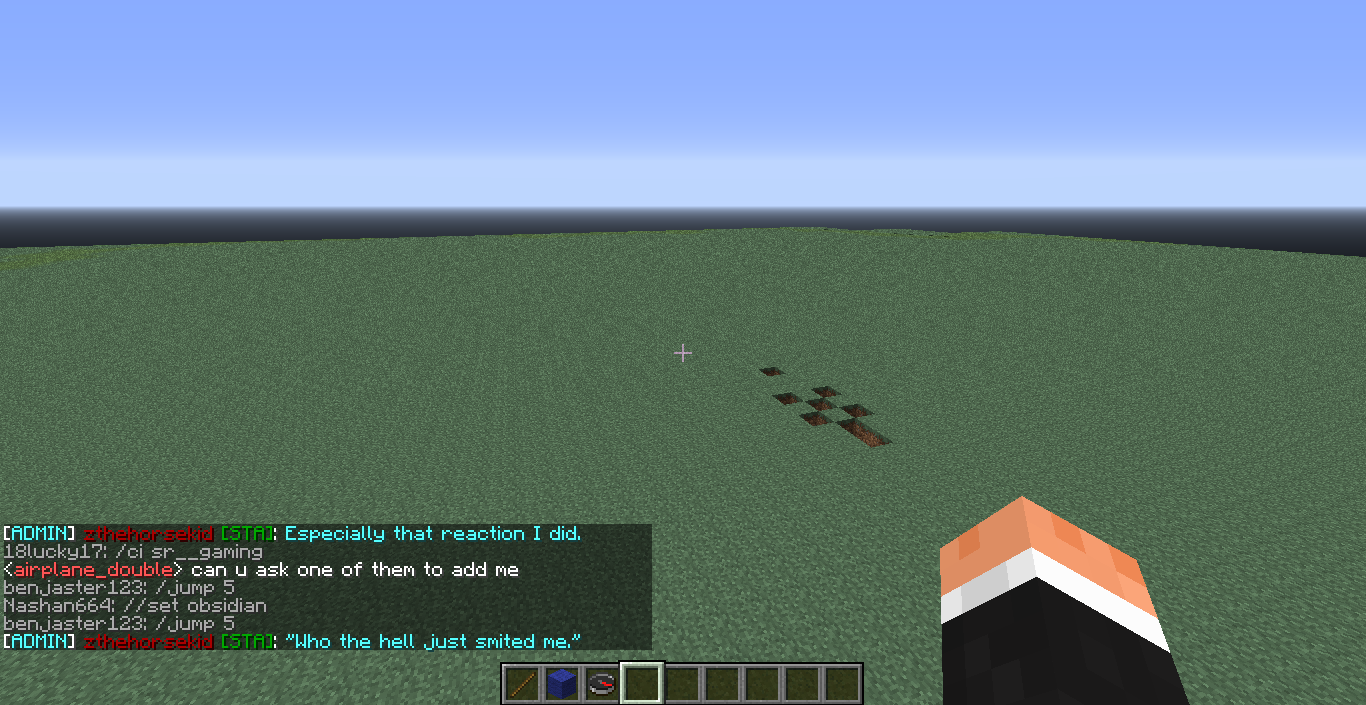 [ADMIN] zthehorsekid [STA]: Especially that reaction I did.
18lucky17: /ci sr__gaming
<airplane_double> can u ask one of them to add me
benjaster123: /jump 5
Nashan664: //set obsidian
benjaster123: /jump 5
[ADMIN] zthehorsekid [STA]: "Who the hell just smited me."